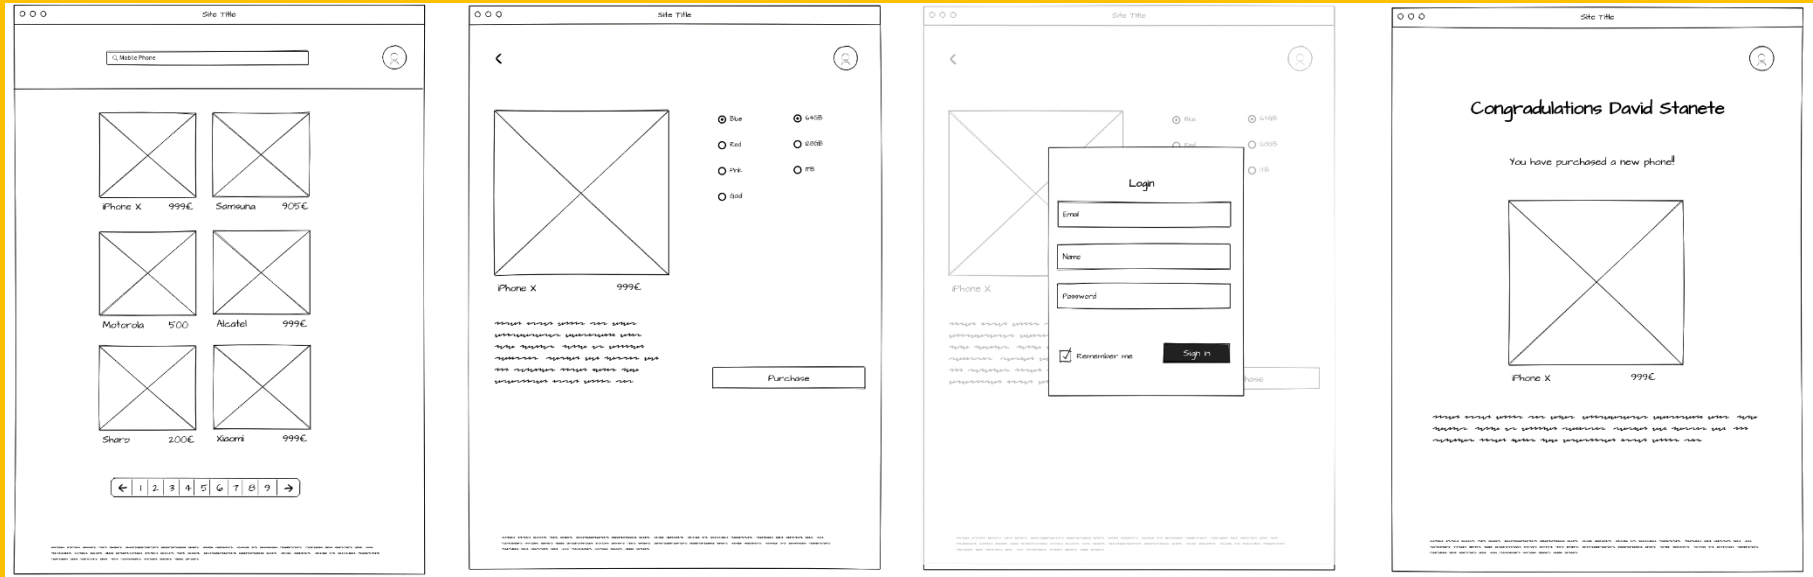 Site Title
Mobile Phone
iPhone X 999€ Samsung 905€
Motorola 500 Alcatel 999€
Sharp 200€ Xiaomi 999€
1 2 3 4 5 6 7 8 9
Site Title
Blue 64GB
Red 128GB
Pink 1TB
Gold
iPhone X 999€
Purchase
Site Title
Blue 64GB
Red 128GB
1TB
iPhone X
Login
Email
Name
Password
Remember me Sign in
hase
Site Title
Congradulations David Stanete
You have purchased a new phone!!
iPhone X 999€